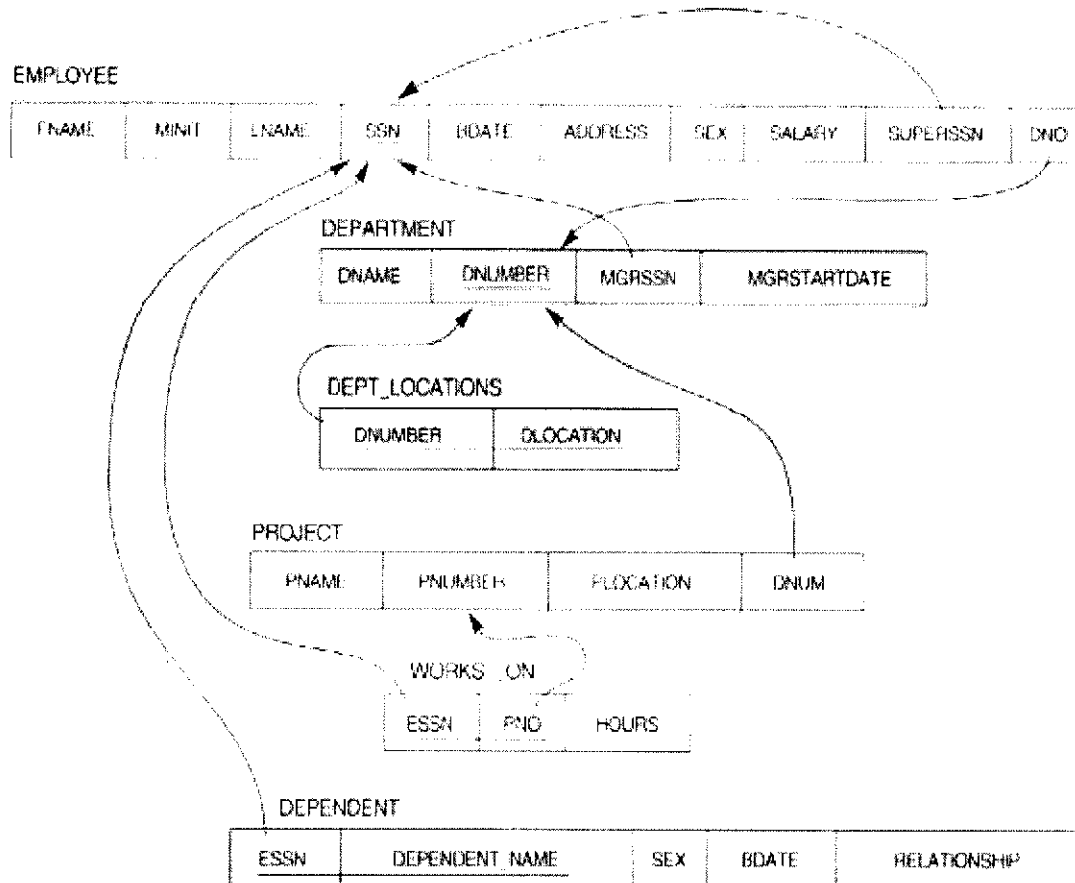 EMPLOYEE
FNAME MINIT LNAME SSN BDATE ADDRESS SEX SALARY SUPERSSN DNO
DEPARTMENT
DNAME DNUMBER MGRSSN MGRSTARTDATE
DEPT_LOCATIONS
DNUMBER DLOCATION
PROJECT
PNAME PNUMBER PLOCATION DNUM
WORKS_ON
ESSN PNO HOURS
DEPENDENT
ESSN DEPENDENT_NAME SEX BDATE RELATIONSHIP